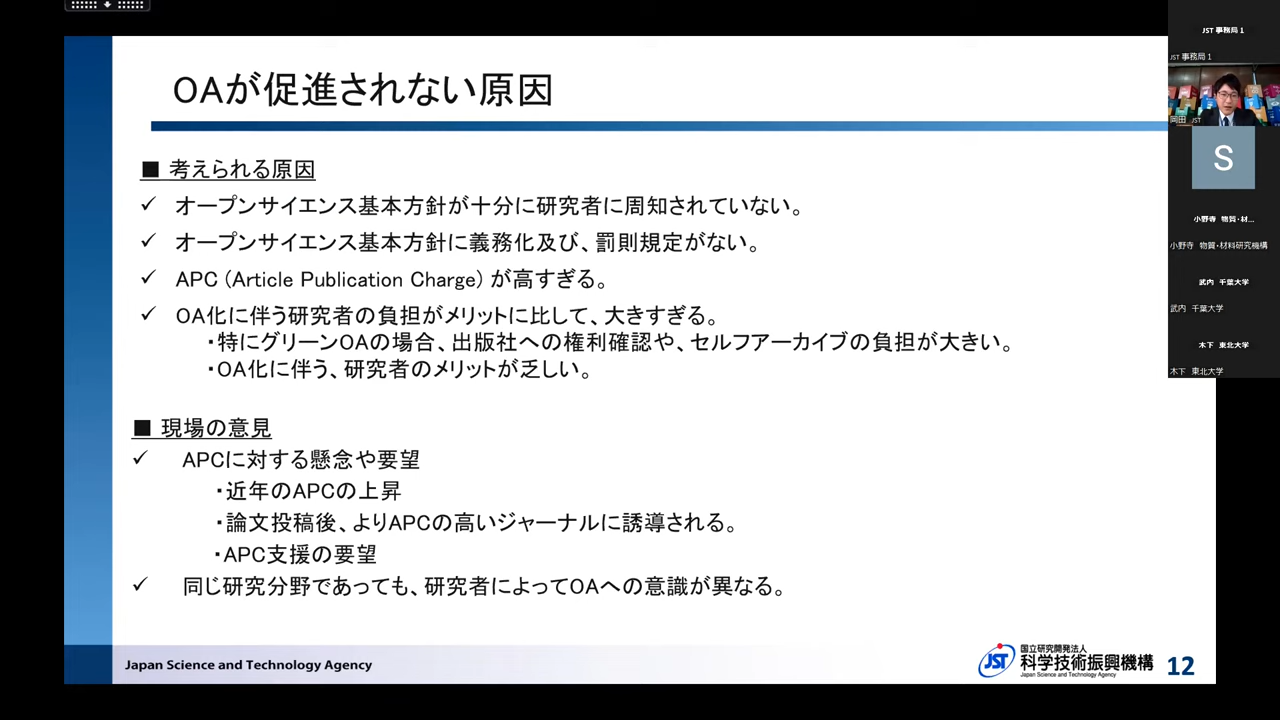 OAが促進されない原因
■ 考えられる原因
✓ オープンサイエンス基本方針が十分に研究者に周知されていない。
✓ オープンサイエンス基本方針に義務化及び、罰則規定がない。
✓ APC (Article Publication Charge) が高すぎる。
✓ OA化に伴う研究者の負担がメリットに比して、大きすぎる。
・特にグリーンOAの場合、出版社への権利確認や、セルフアーカイブの負担が大きい。
・OA化に伴う、研究者のメリットが乏しい。
■ 現場の意見
✓ APCに対する懸念や要望
・近年のAPCの上昇
・論文投稿後、よりAPCの高いジャーナルに誘導される。
・APC支援の要望
✓ 同じ研究分野であっても、研究者によってOAへの意識が異なる。
Japan Science and Technology Agency
JST
国立研究開発法人
科学技術振興機構
Japan Science and Technology Agency
12
JST 事務局 1
JST 事務局 1
岡田 JST
S
小野寺 物質・材...
小野寺 物質・材料研究機構
武内 千葉大学
武内 千葉大学
木下 東北大学
木下 東北大学